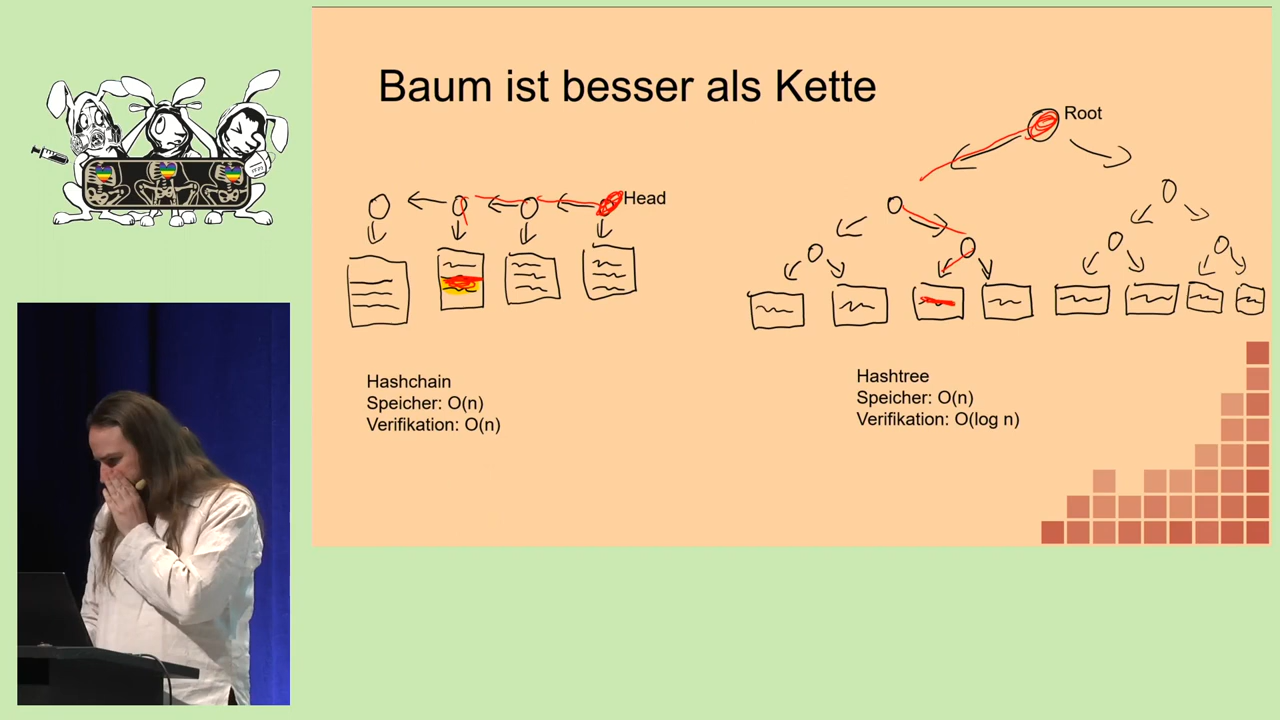 Baum ist besser als Kette
Root
Head
Hashchain
Speicher: O(n)
Verifikation: O(n)
Hashtree
Speicher: O(n)
Verifikation: O(log n)